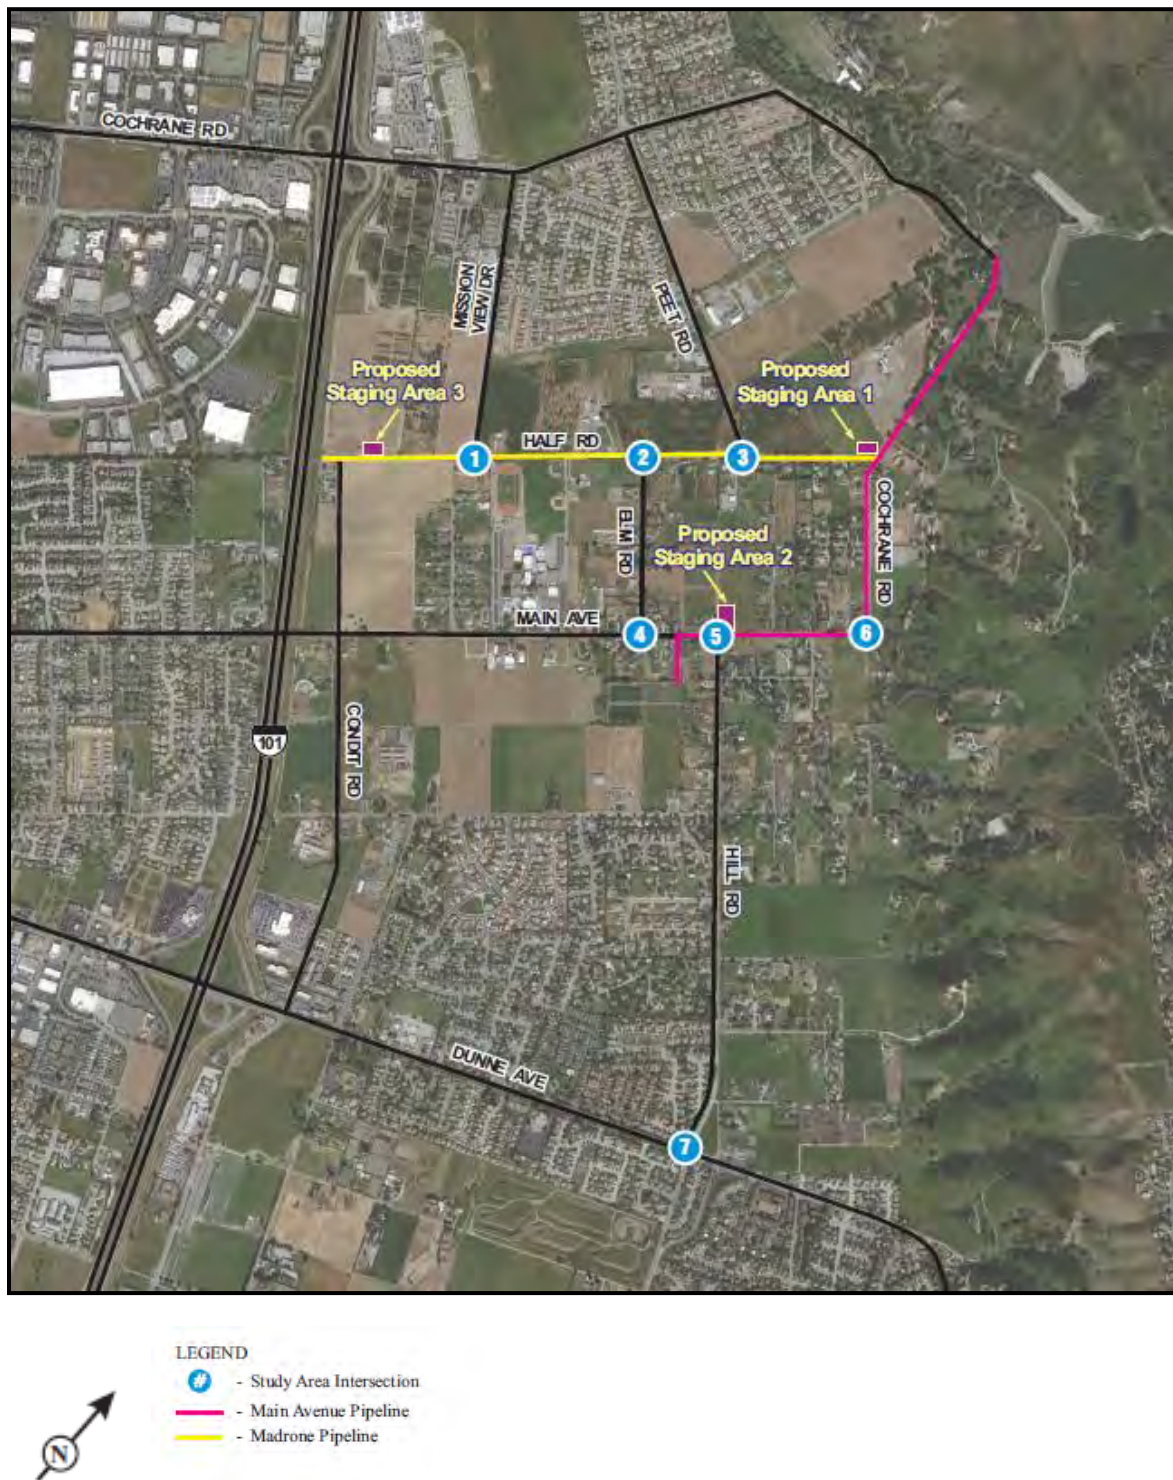 COCHRANE RD
MISSION
VIEW DR
PEET RD
Proposed
Staging Area 3
Proposed
Staging Area 1
HALF RD
1
2
3
ELM RD
Proposed
Staging Area 2
COCHRANE RD
MAIN AVE
4
5
6
101
CONDIT RD
HILL RD
DUNNE AVE
7
LEGEND
# - Study Area Intersection
- Main Avenue Pipeline
- Madrone Pipeline
N